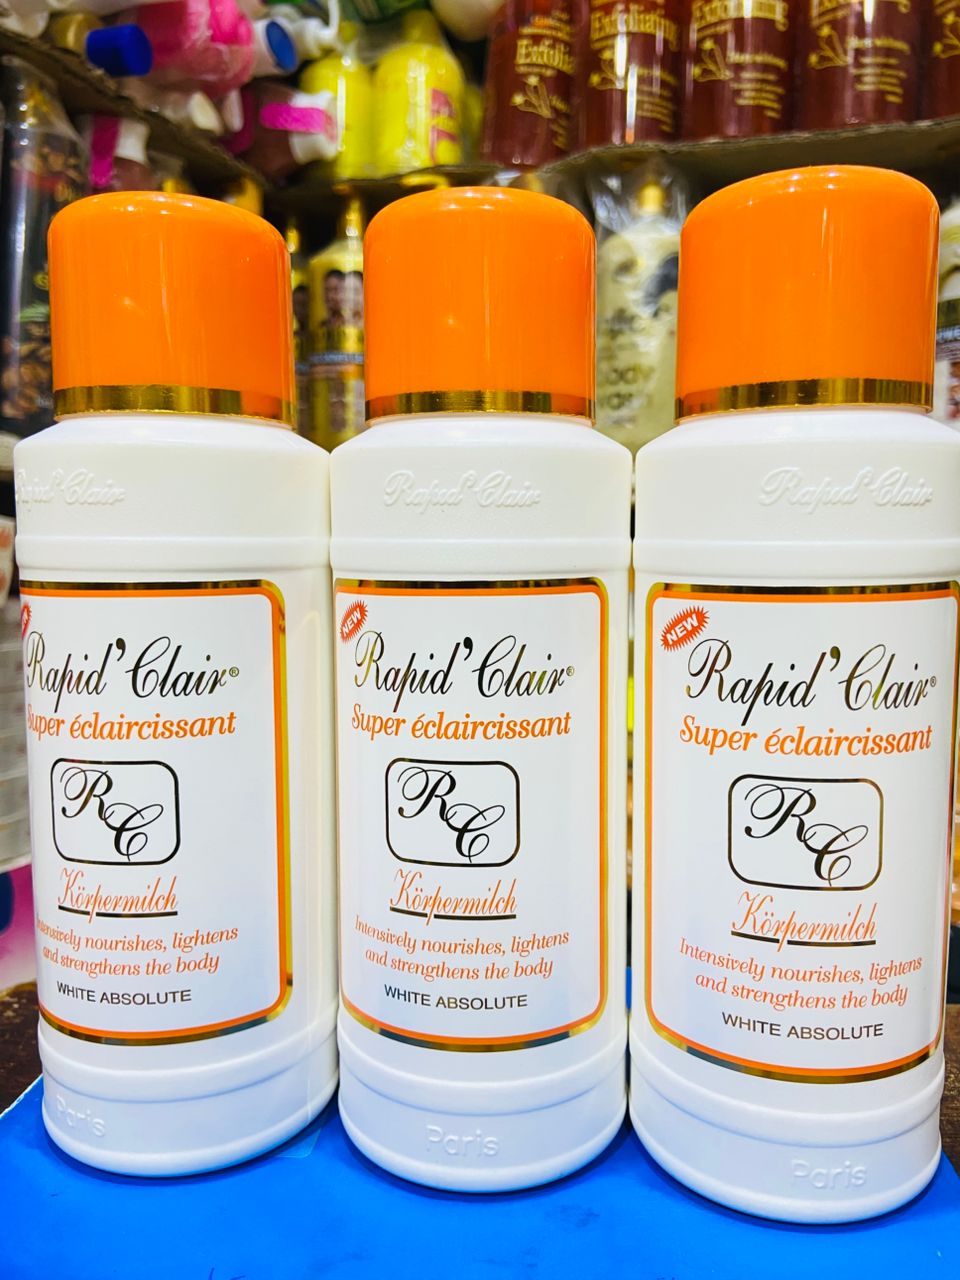 Exfoliating
Exfoliating
Rapid'Clair
Rapid'Clair®
Super éclaircissant
RC
Körpermilch
Intensively nourishes, lightens
and strengthens the body
WHITE ABSOLUTE
Paris
Rapid'Clair
NEW
Rapid'Clair®
Super éclaircissant
RC
Körpermilch
Intensively nourishes, lightens
and strengthens the body
WHITE ABSOLUTE
Paris
Rapid'Clair
NEW
Rapid'Clair®
Super éclaircissant
RC
Körpermilch
Intensively nourishes, lightens
and strengthens the body
WHITE ABSOLUTE
Paris